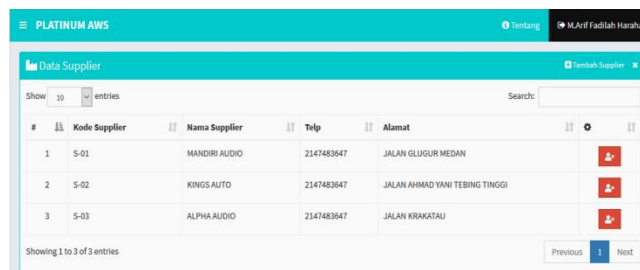 PLATINUM AWS Tentang M.Arif Fadilah Haraha
Data Supplier Tambah Supplier
Show 10 entries Search:
# Kode Supplier Nama Supplier Telp Alamat
1 S-01 MANDIRI AUDIO 2147483647 JALAN GLUGUR MEDAN
2 S-02 KINGS AUTO 2147483647 JALAN AHMAD YANI TEBING TINGGI
3 S-03 ALPHA AUDIO 2147483647 JALAN KRAKATAU
Showing 1 to 3 of 3 entries Previous 1 Next